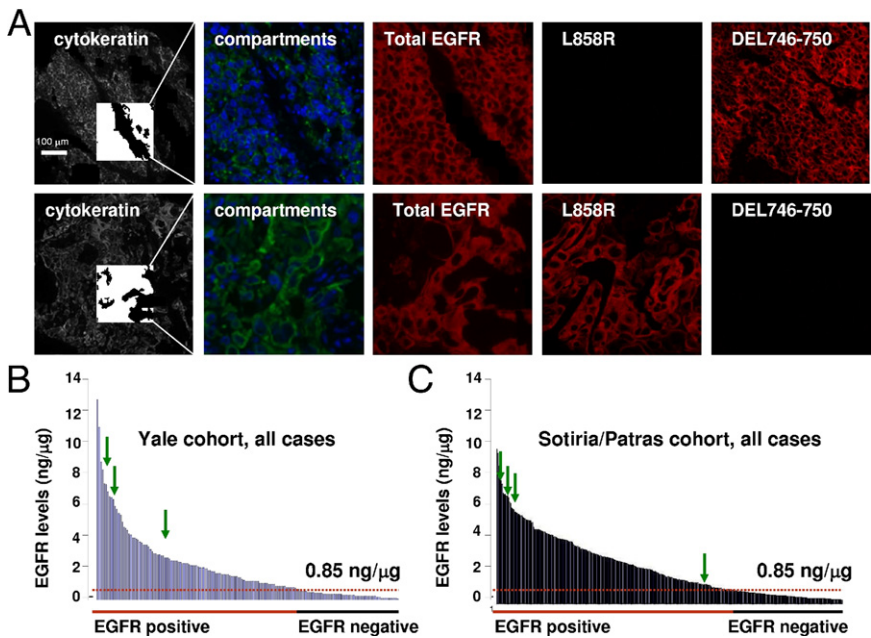 A
cytokeratin
compartments
Total EGFR
L858R
DEL746-750
100 µm
cytokeratin
compartments
Total EGFR
L858R
DEL746-750
B
EGFR levels (ng/µg)
14
12
10
8
6
4
2
0
Yale cohort, all cases
0.85 ng/µg
EGFR positive
EGFR negative
C
EGFR levels (ng/µg)
14
12
10
8
6
4
2
0
Sotiria/Patras cohort, all cases
0.85 ng/µg
EGFR positive
EGFR negative